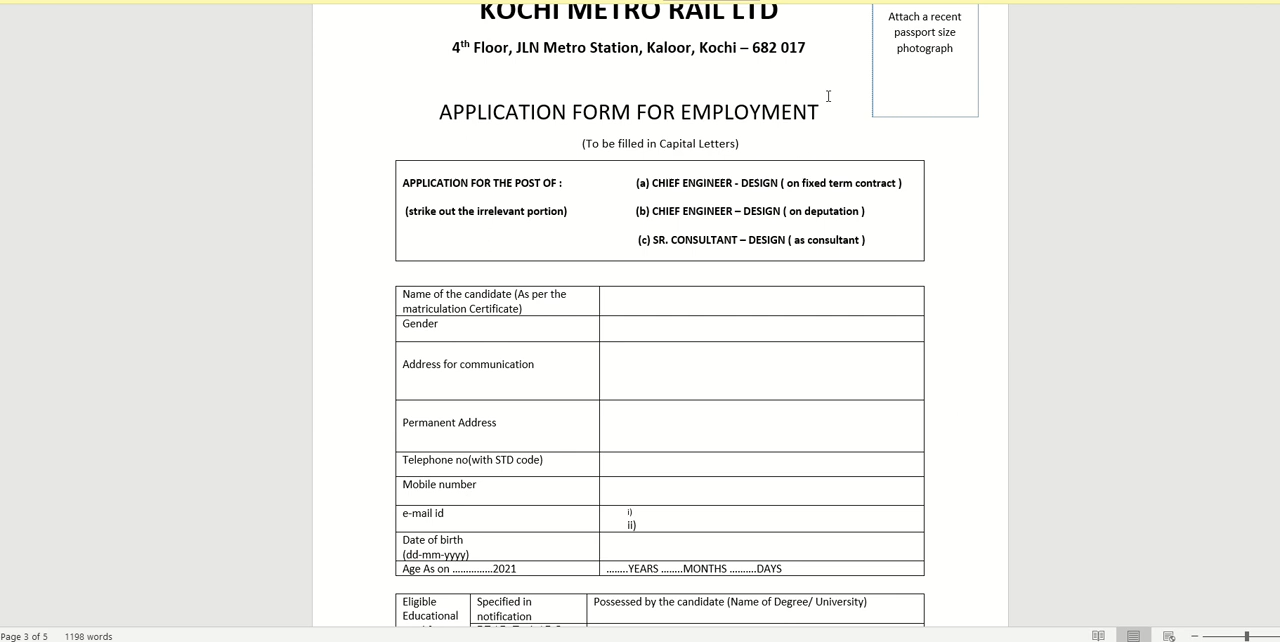 KOCHI METRO RAIL LTD
Attach a recent
passport size
photograph
4th Floor, JLN Metro Station, Kaloor, Kochi – 682 017
APPLICATION FORM FOR EMPLOYMENT
(To be filled in Capital Letters)
APPLICATION FOR THE POST OF : (a) CHIEF ENGINEER - DESIGN ( on fixed term contract )
(strike out the irrelevant portion) (b) CHIEF ENGINEER – DESIGN ( on deputation )
(c) SR. CONSULTANT – DESIGN ( as consultant )
Name of the candidate (As per the
matriculation Certificate)
Gender
Address for communication
Permanent Address
Telephone no(with STD code)
Mobile number
e-mail id
i)
ii)
Date of birth
(dd-mm-yyyy)
Age As on ...............2021 ........YEARS ........MONTHS ..........DAYS
Eligible
Educational
Specified in
notification
Possessed by the candidate (Name of Degree/ University)
Page 3 of 5 1198 words